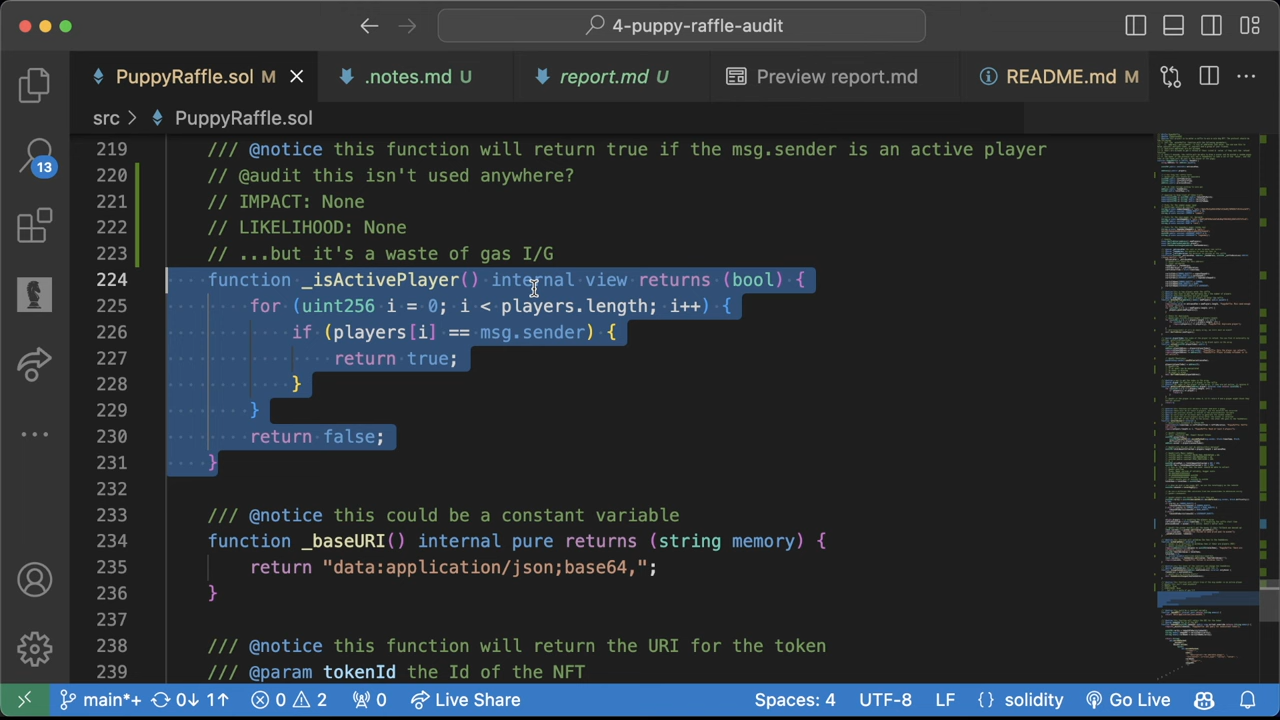 4-puppy-raffle-audit
PuppyRaffle.sol M
.notes.md U
report.md U
Preview report.md
README.md M
src > PuppyRaffle.sol
13
219 /// @notice this function will return true if the msg.sender is an active player
220 // @audit this isn't used anywhere?
221 // IMPACT: None
222 // LIKELIHOOD: None
223 // ...but it's a waste of gas I/G
224 function _isActivePlayer() internal view returns (bool) {
225 for (uint256 i = 0; i < players.length; i++) {
226 if (players[i] == msg.sender) {
227 return true;
228 }
229 }
230 return false;
231 }
232
233 /// @notice this could be a constant variable
234 function _baseURI() internal pure returns (string memory) {
235 return "data:application/json;base64,";
236 }
237
238 /// @notice this function will return the URI for the token
239 /// @param tokenId the Id of the NFT
main*+ 0↓ 1↑ 0 2 0 Live Share Spaces: 4 UTF-8 LF {} solidity Go Live